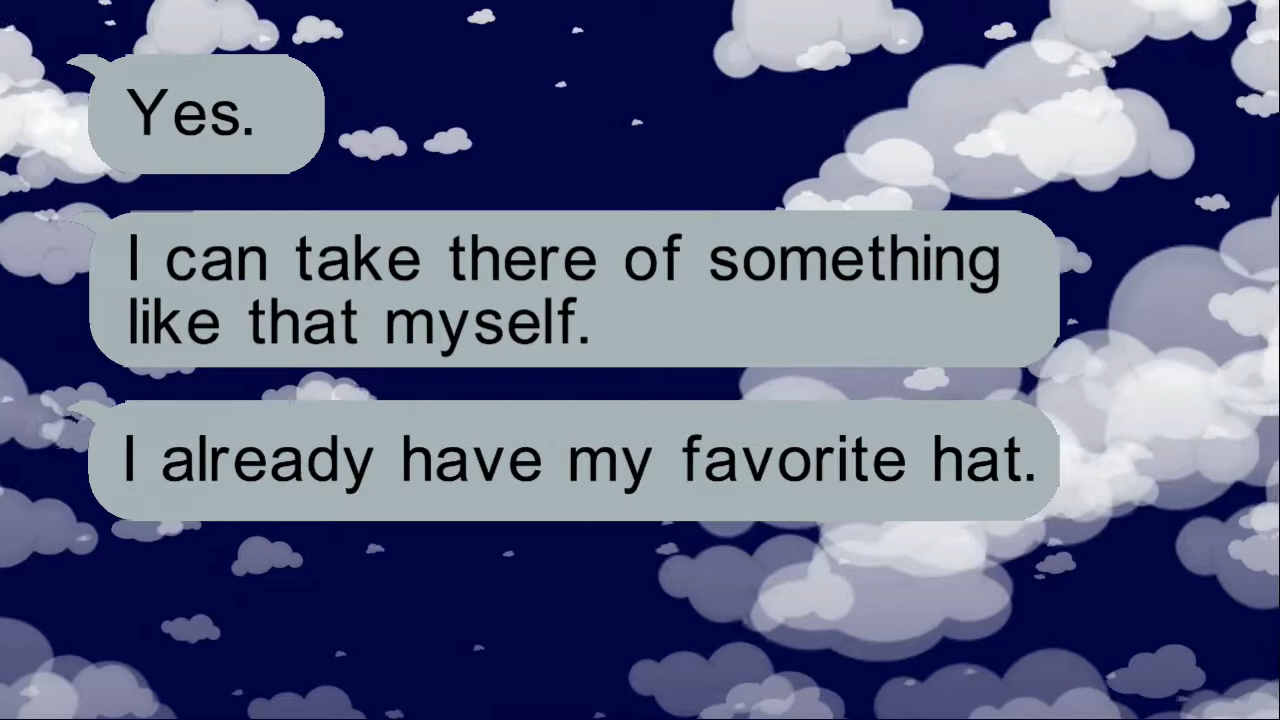 Yes.
I can take there of something
like that myself.
I already have my favorite hat.